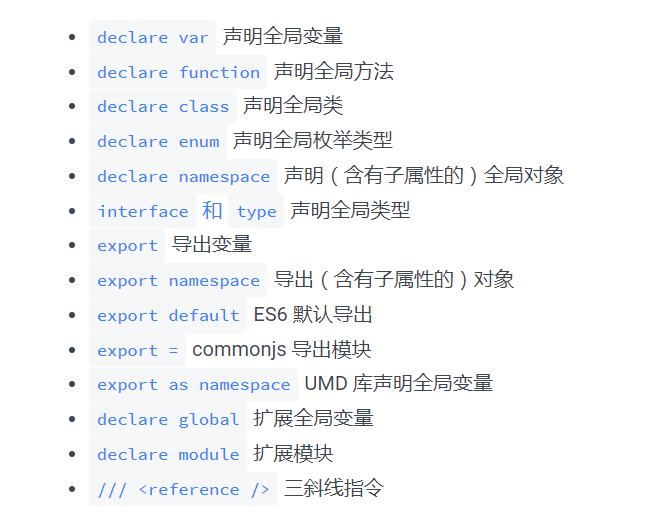 declare var 声明全局变量
declare function 声明全局方法
declare class 声明全局类
declare enum 声明全局枚举类型
declare namespace 声明（含有子属性的）全局对象
interface 和 type 声明全局类型
export 导出变量
export namespace 导出（含有子属性的）对象
export default ES6 默认导出
export = commonjs 导出模块
export as namespace UMD 库声明全局变量
declare global 扩展全局变量
declare module 扩展模块
/// <reference /> 三斜线指令